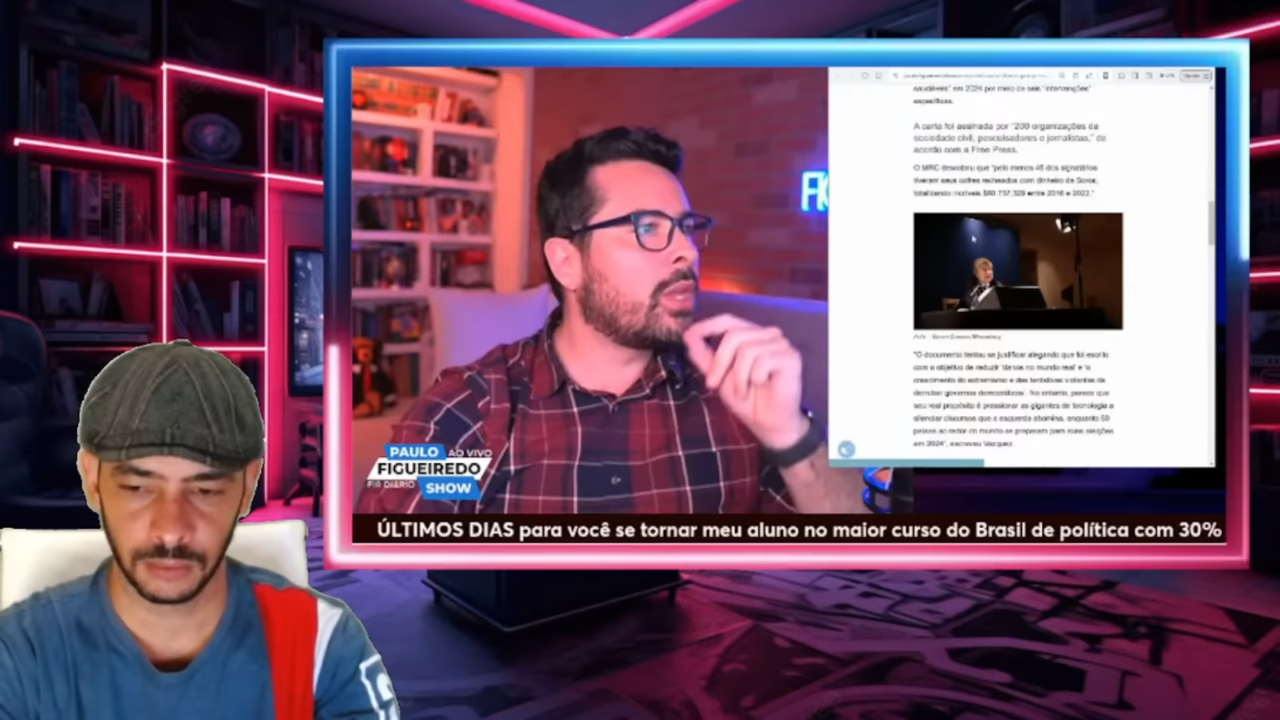 saudáveis" em 2024 por meio de seis "intervenções"
específicas.
A carta foi assinada por "200 organizações da
sociedade civil, pesquisadores e jornalistas," de
acordo com a Free Press.
O MRC descobriu que "pelo menos 45 dos signatários
tiveram seus cofres recheados com dinheiro de Soros,
totalizando incríveis $80.757.329 entre 2016 e 2022."
"O documento tentou se justificar alegando que foi escrito
com o objetivo de reduzir 'danos no mundo real' e 'o
crescimento do extremismo e das tentativas violentas de
derrubar governos democráticos'. No entanto, parece que
seu real propósito é pressionar as gigantes de tecnologia a
silenciar discursos que a esquerda abomina, enquanto 60
países ao redor do mundo se preparam para suas eleições
em 2024", escreveu Vazquez.
PAULO AO VIVO
FIGUEIREDO
SHOW
ÚLTIMOS DIAS para você se tornar meu aluno no maior curso do Brasil de política com 30%